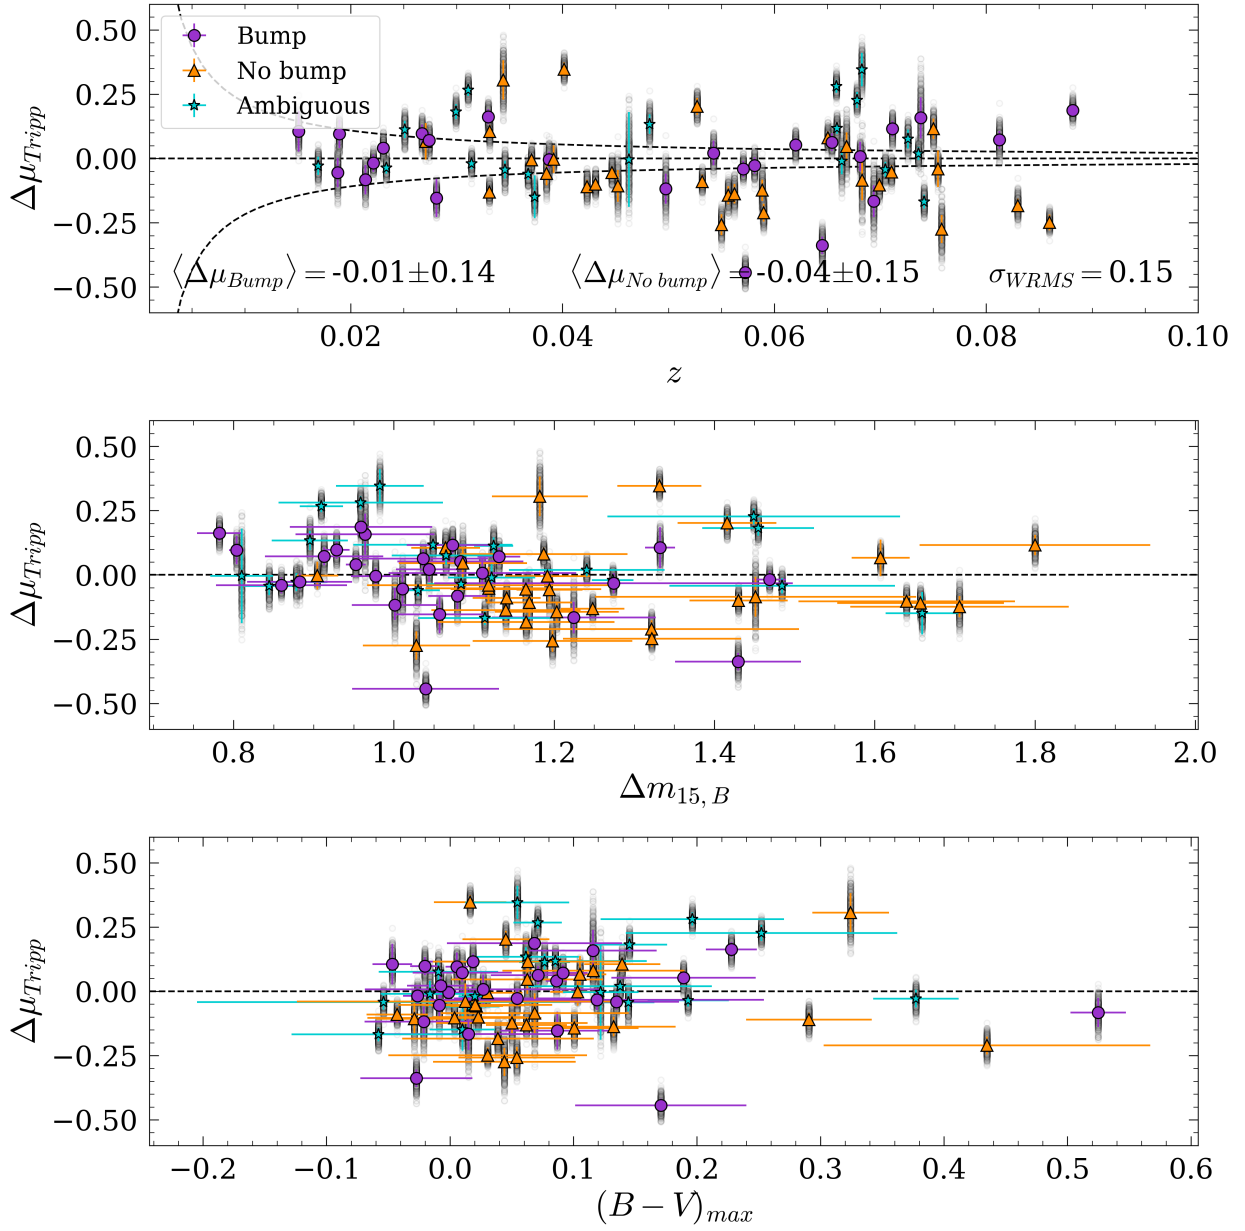 0.50
0.25
0.00
−0.25
−0.50
Δμ_Tripp
Bump
No bump
Ambiguous
⟨Δμ_Bump⟩ = -0.01±0.14
⟨Δμ_No bump⟩ = -0.04±0.15
σ_WRMS = 0.15
0.02 0.04 0.06 0.08 0.10
z
0.50
0.25
0.00
−0.25
−0.50
Δμ_Tripp
0.8 1.0 1.2 1.4 1.6 1.8 2.0
Δm_15, B
0.50
0.25
0.00
−0.25
−0.50
Δμ_Tripp
−0.2 −0.1 0.0 0.1 0.2 0.3 0.4 0.5 0.6
(B − V)_max